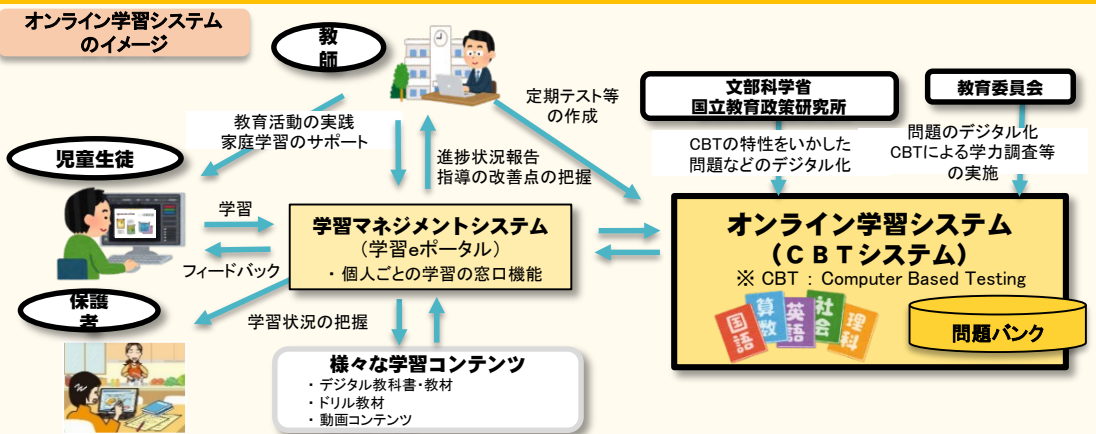 オンライン学習システム
のイメージ
教
師
定期テスト等
の作成
文部科学省
国立教育政策研究所
教育委員会
教育活動の実践
家庭学習のサポート
進捗状況報告
指導の改善点の把握
CBTの特性をいかした
問題などのデジタル化
問題のデジタル化
CBTによる学力調査等
の実施
児童生徒
学習
フィードバック
学習マネジメントシステム
(学習eポータル)
・個人ごとの学習の窓口機能
オンライン学習システム
(CBTシステム)
※ CBT : Computer Based Testing
国語
算数
英語
社会
理科
問題バンク
保護
者
学習状況の把握
様々な学習コンテンツ
・デジタル教科書・教材
・ドリル教材
・動画コンテンツ